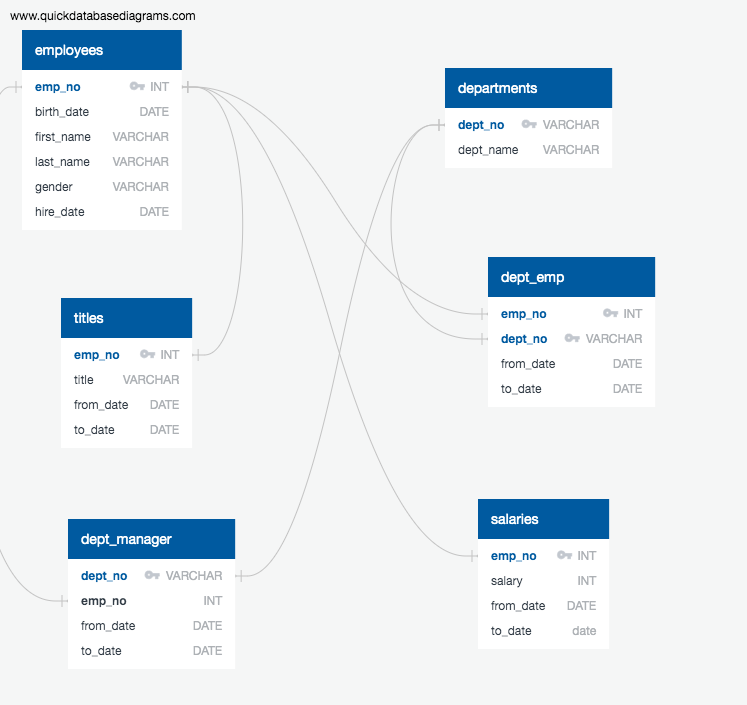 www.quickdatabasediagrams.com
employees
emp_no INT
birth_date DATE
first_name VARCHAR
last_name VARCHAR
gender VARCHAR
hire_date DATE
departments
dept_no VARCHAR
dept_name VARCHAR
dept_emp
emp_no INT
dept_no VARCHAR
from_date DATE
to_date DATE
titles
emp_no INT
title VARCHAR
from_date DATE
to_date DATE
dept_manager
dept_no VARCHAR
emp_no INT
from_date DATE
to_date DATE
salaries
emp_no INT
salary INT
from_date DATE
to_date date